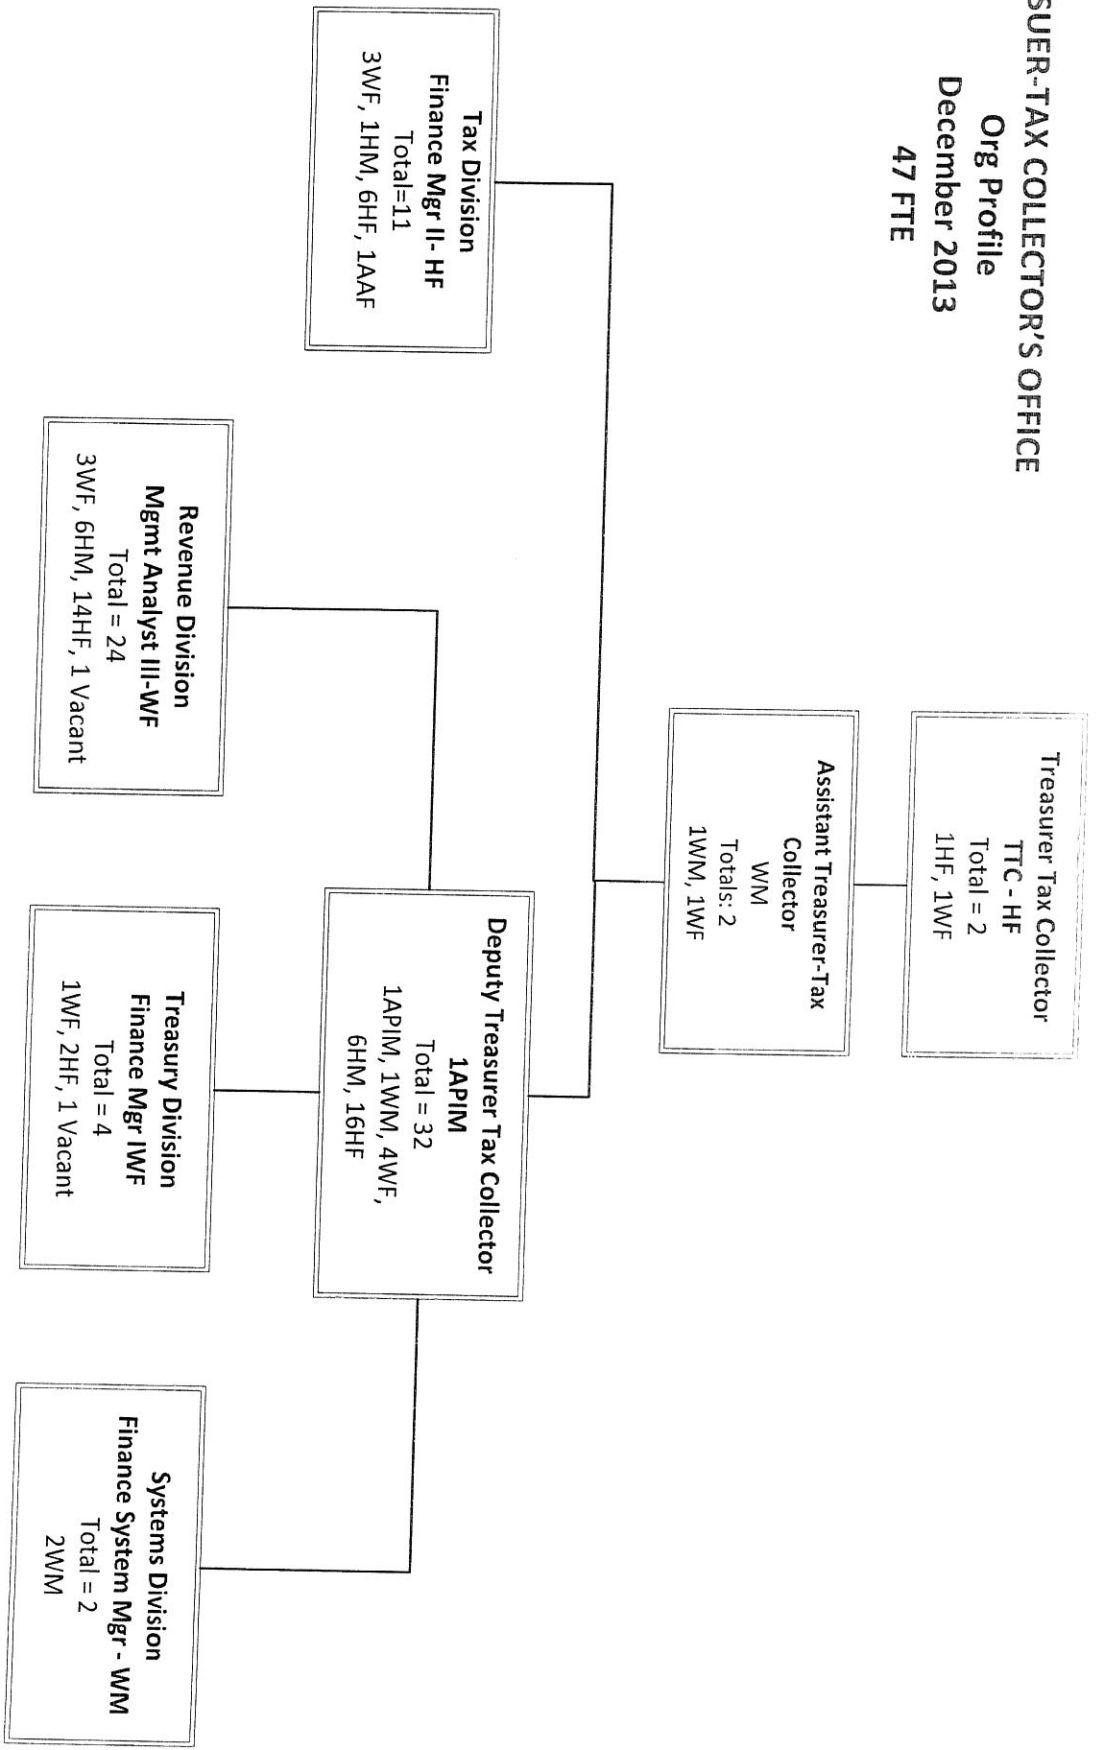 SUER-TAX COLLECTOR'S OFFICE
Org Profile
December 2013
47 FTE
Treasurer Tax Collector
TTC - HF
Total = 2
1HF, 1WF
Assistant Treasurer-Tax
Collector
WM
Totals: 2
1WM, 1WF
Tax Division
Finance Mgr II- HF
Total=11
3WF, 1HM, 6HF, 1AAF
Deputy Treasurer Tax Collector
1APIM
Total = 32
1APIM, 1WM, 4WF,
6HM, 16HF
Revenue Division
Mgmt Analyst III-WF
Total = 24
3WF, 6HM, 14HF, 1 Vacant
Treasury Division
Finance Mgr IWF
Total = 4
1WF, 2HF, 1 Vacant
Systems Division
Finance System Mgr - WM
Total = 2
2WM